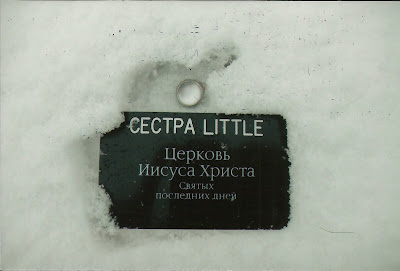 СЕСТРА LITTLE
Церковь
Иисуса Христа
Святых
последних дней